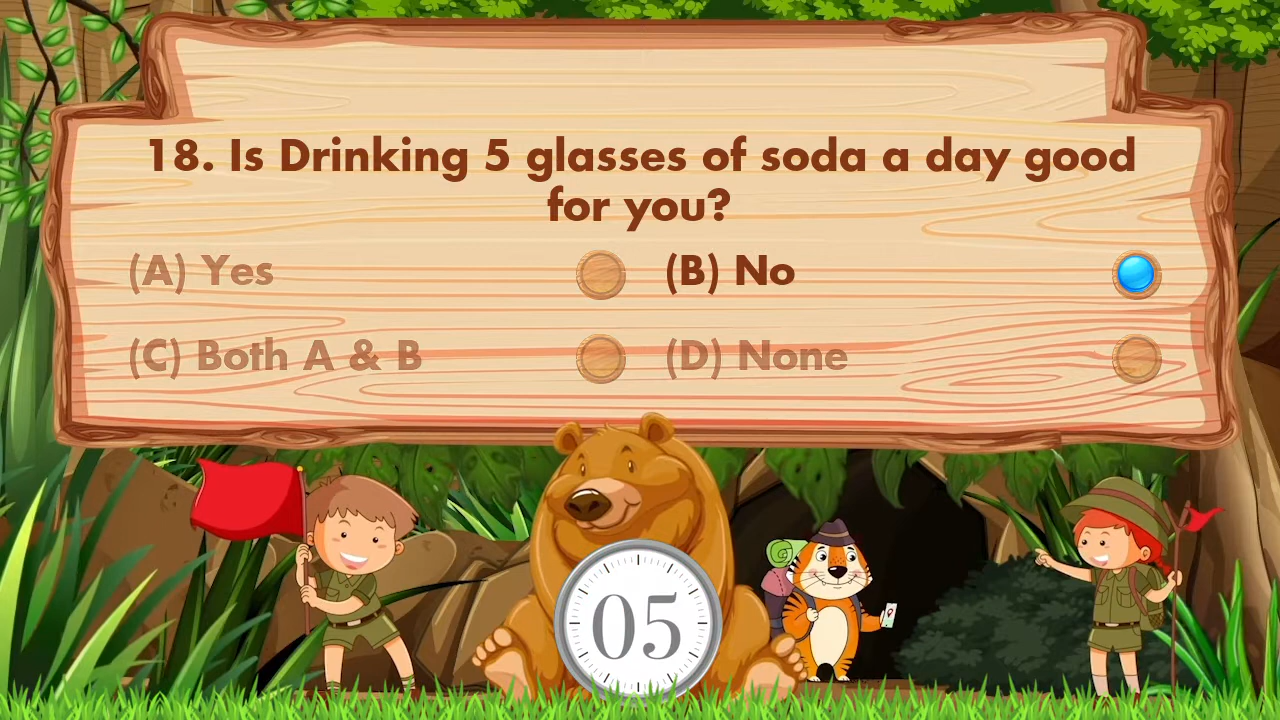 18. Is Drinking 5 glasses of soda a day good
for you?
(A) Yes (B) No
(C) Both A & B (D) None
05